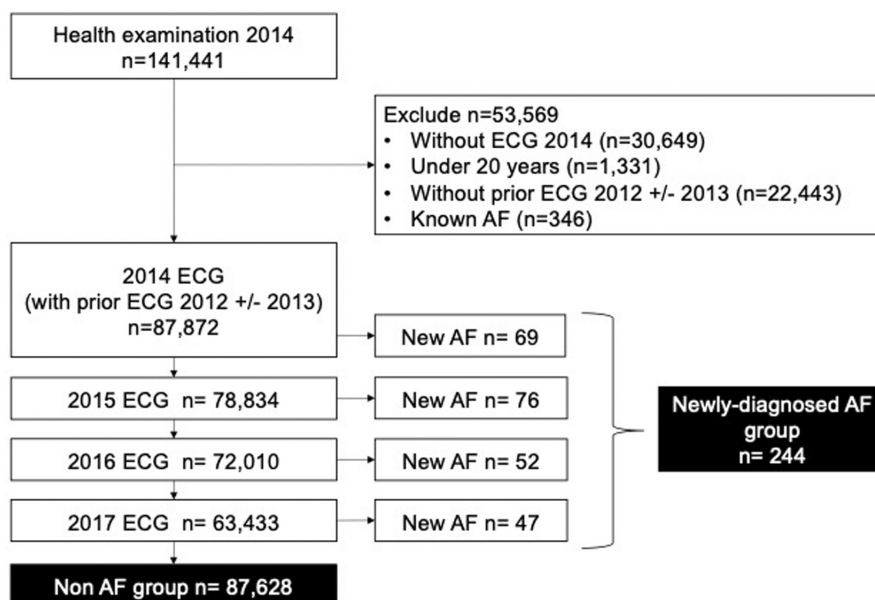 Health examination 2014
n=141,441
Exclude n=53,569
• Without ECG 2014 (n=30,649)
• Under 20 years (n=1,331)
• Without prior ECG 2012 +/- 2013 (n=22,443)
• Known AF (n=346)
2014 ECG
(with prior ECG 2012 +/- 2013)
n=87,872
New AF n= 69
2015 ECG n= 78,834
New AF n= 76
2016 ECG n= 72,010
New AF n= 52
2017 ECG n= 63,433
New AF n= 47
Newly-diagnosed AF
group
n= 244
Non AF group n= 87,628